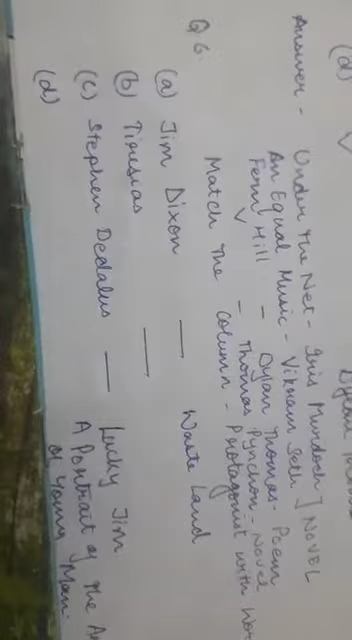 (d)
Dylan Thomas
Answer - Under the Net - Iris Murdoch ] NOVEL
An Equal Music - Vikram Seth
Fern Hill - Dylan Thomas - Poem
V - Thomas Pynchon - Novel
Q 6. Match the column - Protagonist with
(a) Jim Dixon — Waste Land
(b) Tiresias — Lucky Jim.
(c) Stephen Dedalus — A Portrait of the
of Young Man.
(d)